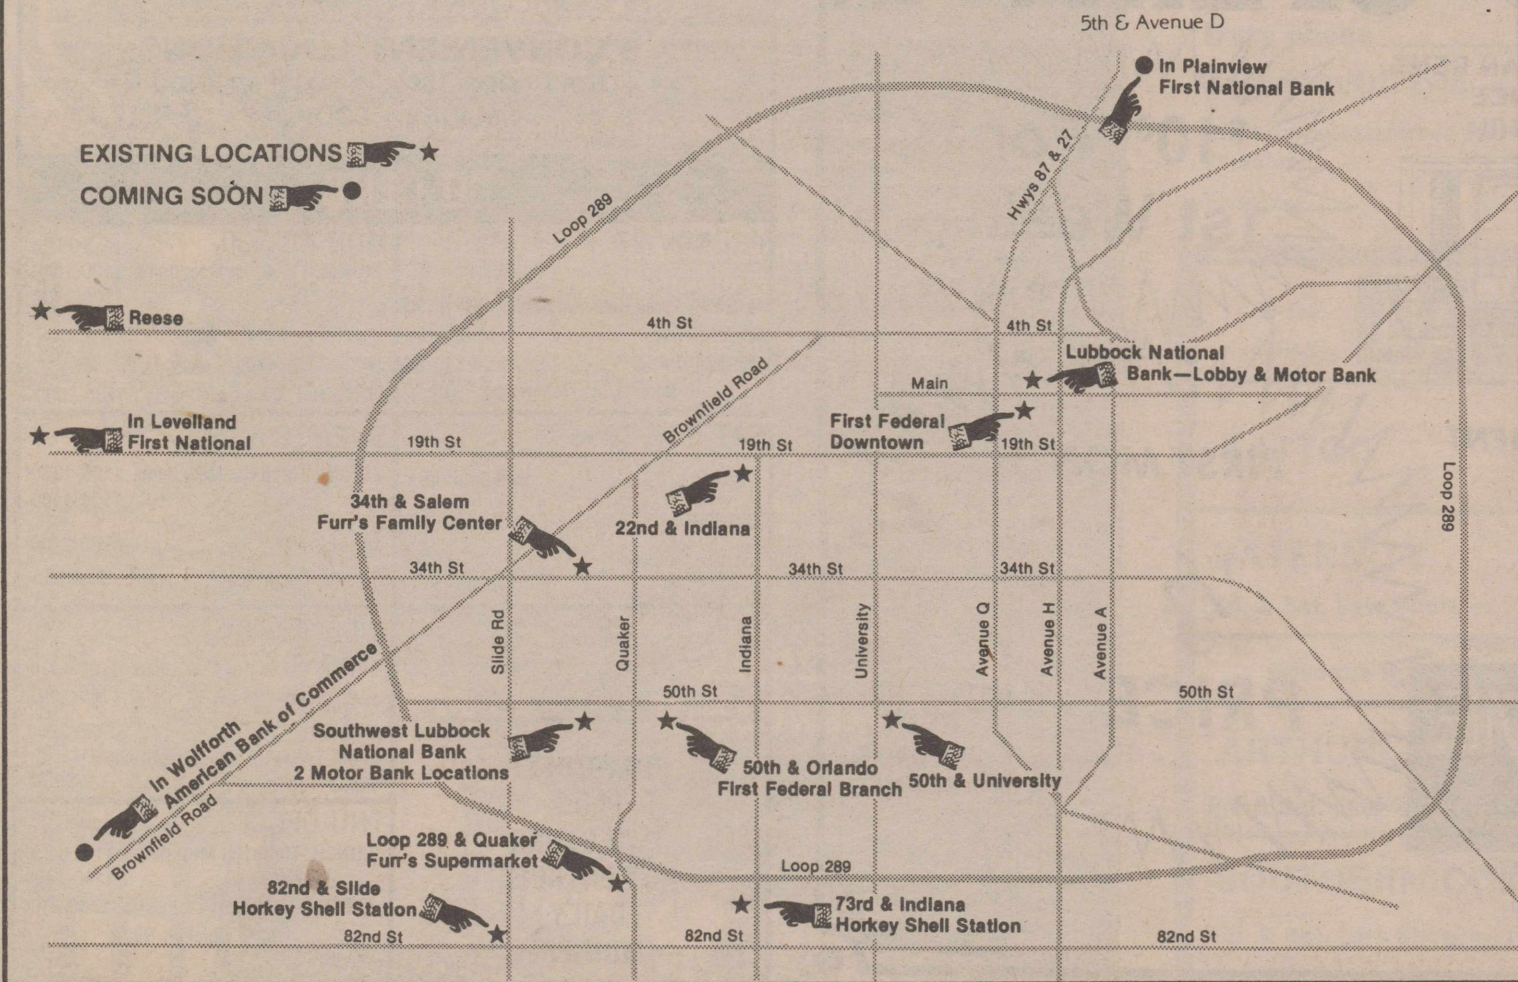 5th & Avenue D
In Plainview
First National Bank
EXISTING LOCATIONS
COMING SOON
Hwys 87 & 27
Loop 289
Reese
4th St
4th St
Lubbock National
Bank—Lobby & Motor Bank
Main
Brownfield Road
In Levelland
First National
First Federal
Downtown
19th St
19th St
19th St
Loop 289
34th & Salem
Furr's Family Center
22nd & Indiana
34th St
34th St
34th St
Slide Rd
Quaker
Indiana
University
Avenue Q
Avenue H
Avenue A
50th St
50th St
In Wolfforth
American Bank of Commerce
Brownfield Road
Southwest Lubbock
National Bank
2 Motor Bank Locations
50th & Orlando
First Federal Branch
50th & University
Loop 289 & Quaker
Furr's Supermarket
Loop 289
82nd & Slide
Horkey Shell Station
73rd & Indiana
Horkey Shell Station
82nd St
82nd St
82nd St